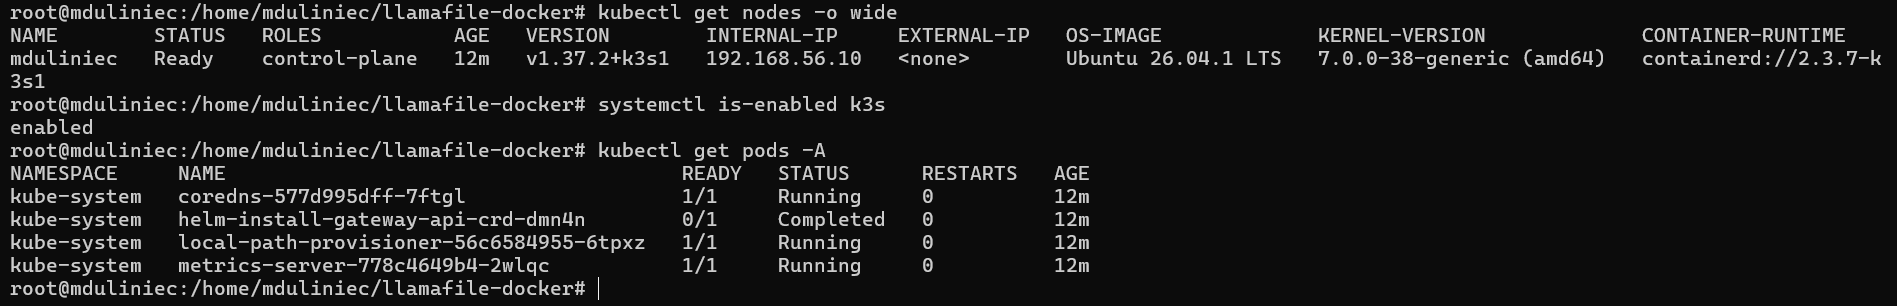 root@mduliniec:/home/mduliniec/llamafile-docker# kubectl get nodes -o wide
NAME        STATUS   ROLES           AGE   VERSION        INTERNAL-IP     EXTERNAL-IP   OS-IMAGE             KERNEL-VERSION             CONTAINER-RUNTIME
mduliniec   Ready    control-plane   12m   v1.37.2+k3s1   192.168.56.10   <none>        Ubuntu 26.04.1 LTS   7.0.0-38-generic (amd64)   containerd://2.3.7-k
3s1
root@mduliniec:/home/mduliniec/llamafile-docker# systemctl is-enabled k3s
enabled
root@mduliniec:/home/mduliniec/llamafile-docker# kubectl get pods -A
NAMESPACE     NAME                                      READY   STATUS      RESTARTS   AGE
kube-system   coredns-577d995dff-7ftgl                  1/1     Running     0          12m
kube-system   helm-install-gateway-api-crd-dmn4n        0/1     Completed   0          12m
kube-system   local-path-provisioner-56c6584955-6tpxz   1/1     Running     0          12m
kube-system   metrics-server-778c4649b4-2wlqc           1/1     Running     0          12m
root@mduliniec:/home/mduliniec/llamafile-docker#